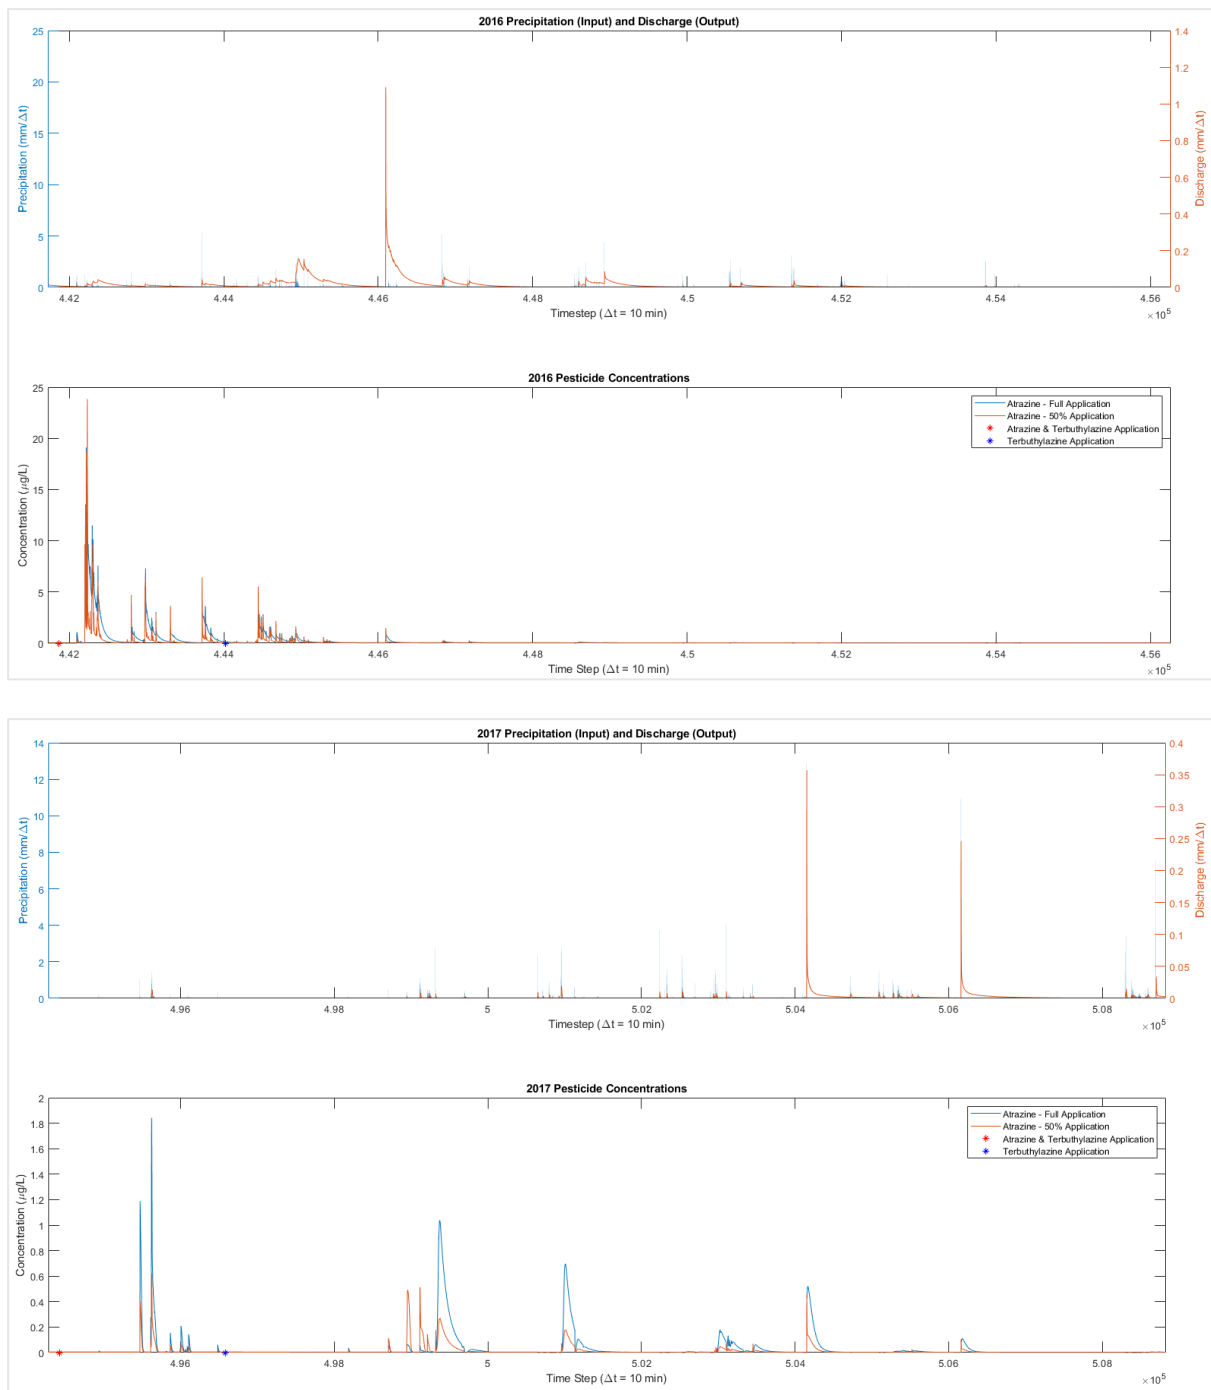 2016 Precipitation (Input) and Discharge (Output)
25
20
15
10
5
0
Precipitation (mm/Δt)
1.4
1.2
1
0.8
0.6
0.4
0.2
0
Discharge (mm/Δt)
4.42 4.44 4.46 4.48 4.5 4.52 4.54 4.56
Timestep (Δt = 10 min)
×10⁵
2016 Pesticide Concentrations
25
20
15
10
5
0
Concentration (μg/L)
Atrazine - Full Application
Atrazine - 50% Application
Atrazine & Terbuthylazine Application
Terbuthylazine Application
4.42 4.44 4.46 4.48 4.5 4.52 4.54 4.56
Time Step (Δt = 10 min)
×10⁵
2017 Precipitation (Input) and Discharge (Output)
14
12
10
8
6
4
2
0
Precipitation (mm/Δt)
0.4
0.35
0.3
0.25
0.2
0.15
0.1
0.05
0
Discharge (mm/Δt)
4.96 4.98 5 5.02 5.04 5.06 5.08
Timestep (Δt = 10 min)
×10⁵
2017 Pesticide Concentrations
2
1.8
1.6
1.4
1.2
1
0.8
0.6
0.4
0.2
0
Concentration (μg/L)
Atrazine - Full Application
Atrazine - 50% Application
Atrazine & Terbuthylazine Application
Terbuthylazine Application
4.96 4.98 5 5.02 5.04 5.06 5.08
Time Step (Δt = 10 min)
×10⁵